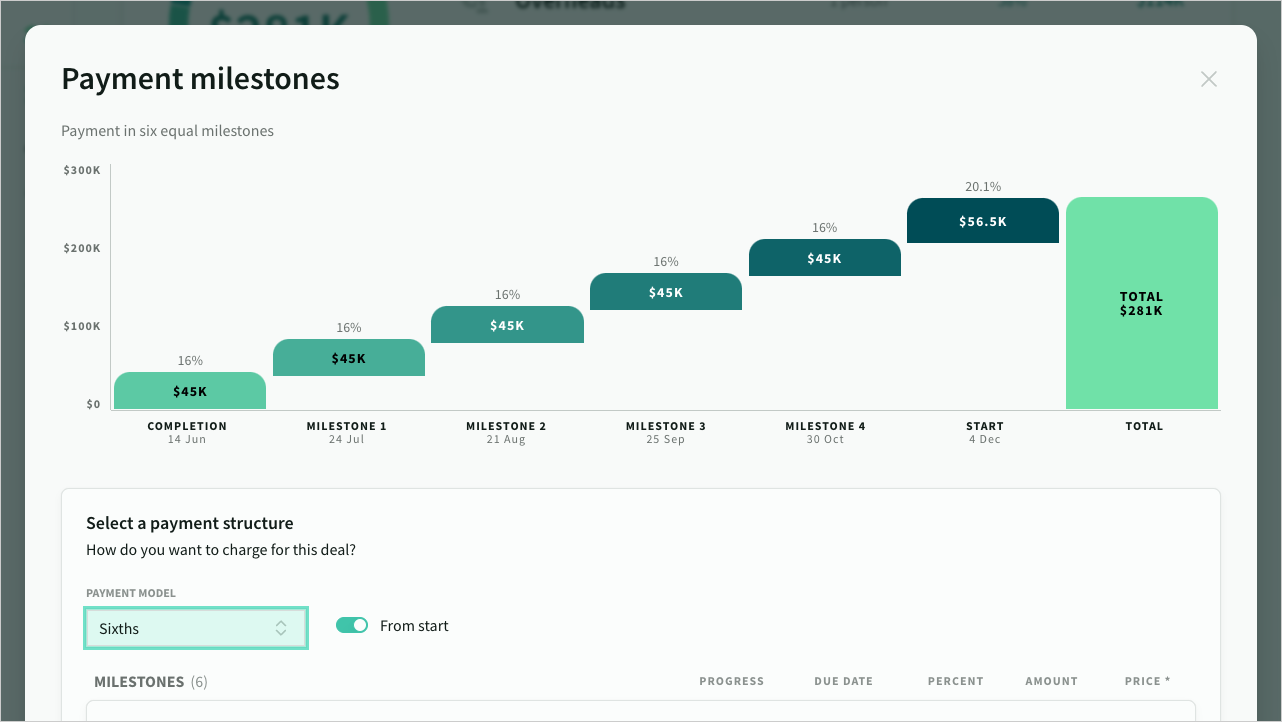 $281K
Overheads
Payment milestones
Payment in six equal milestones
$300K
$200K
$100K
$0
16%
$45K
16%
$45K
16%
$45K
16%
$45K
16%
$45K
20.1%
$56.5K
TOTAL
$281K
COMPLETION
14 Jun
MILESTONE 1
24 Jul
MILESTONE 2
21 Aug
MILESTONE 3
25 Sep
MILESTONE 4
30 Oct
START
4 Dec
TOTAL
Select a payment structure
How do you want to charge for this deal?
PAYMENT MODEL
Sixths
From start
MILESTONES (6) PROGRESS DUE DATE PERCENT AMOUNT PRICE *